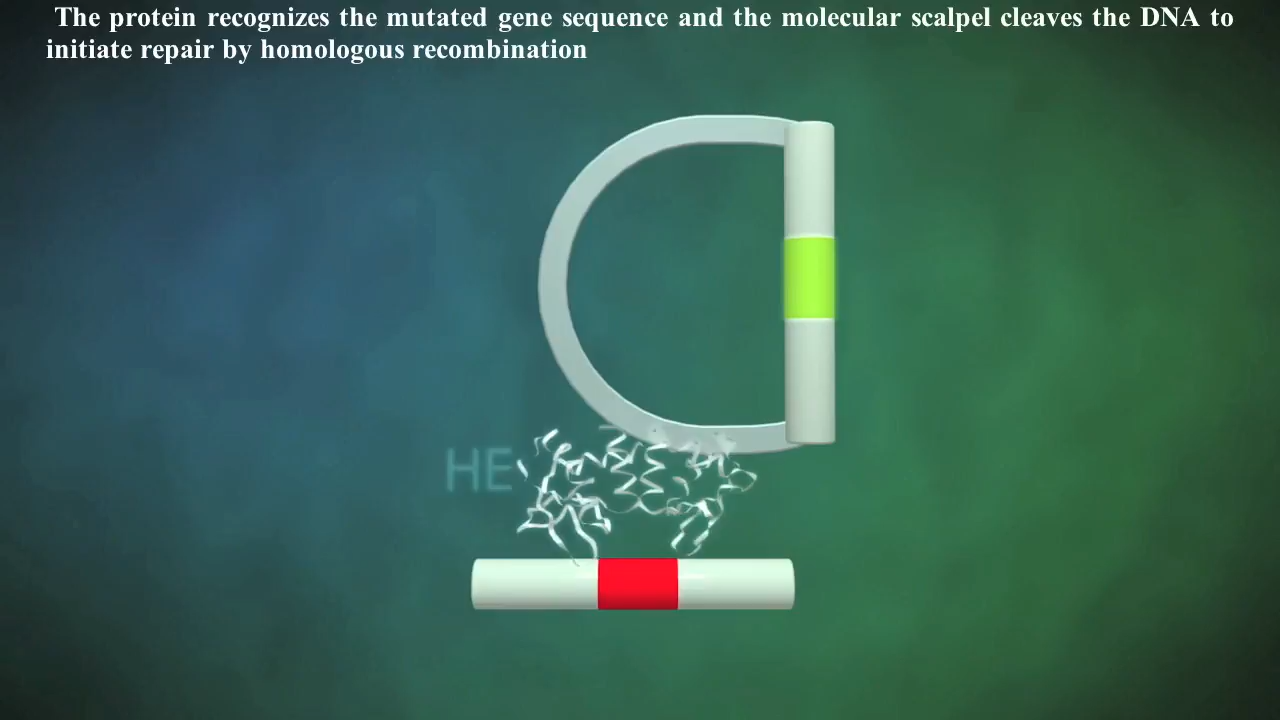 The protein recognizes the mutated gene sequence and the molecular scalpel cleaves the DNA to
initiate repair by homologous recombination
HE